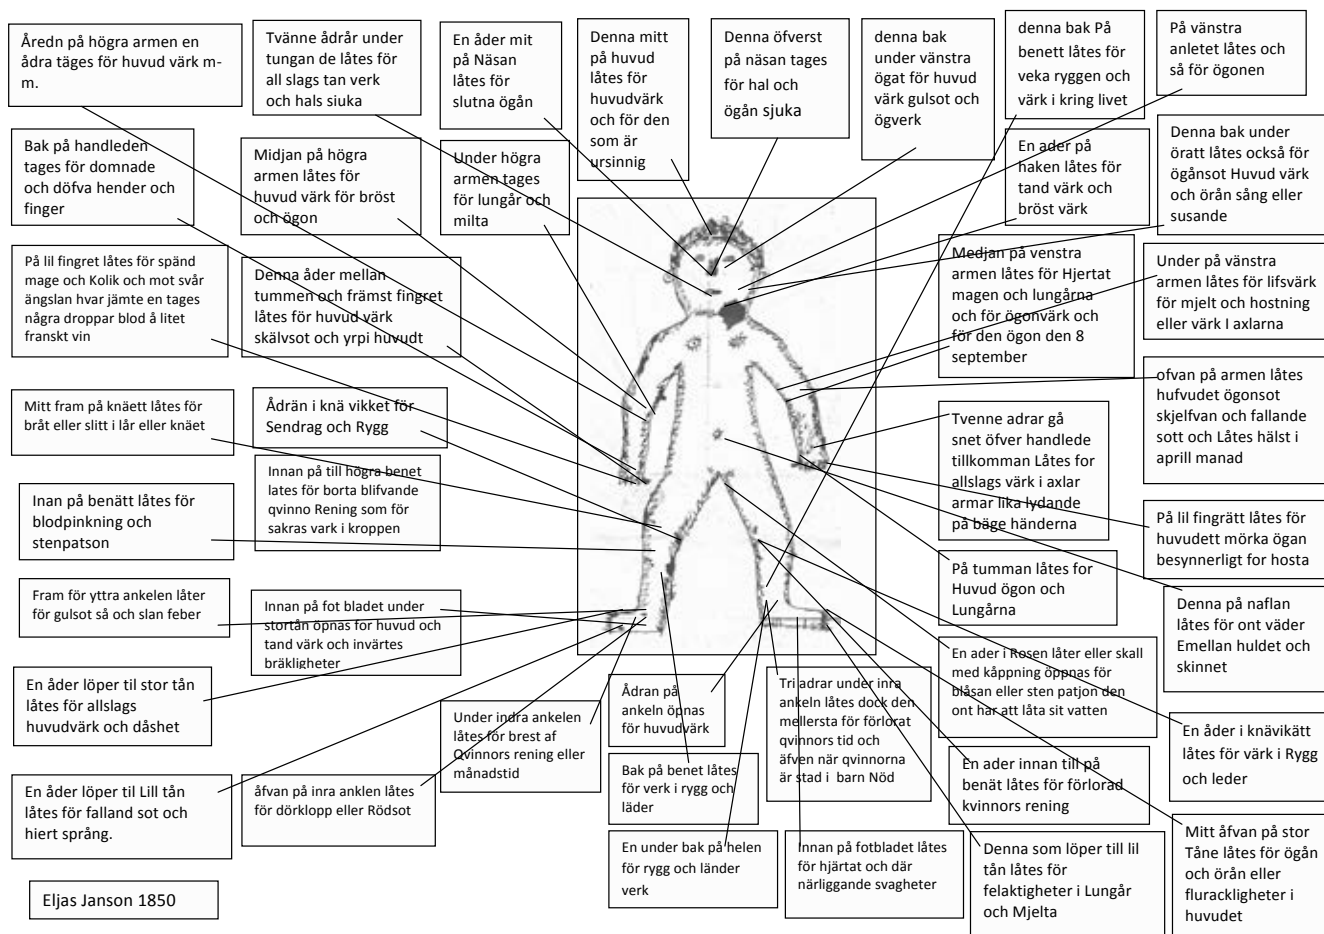 Åredn på högra armen en
ådra täges för huvud värk m-
m.
Tvänne ådrår under
tungan de låtes för
all slags tan verk
och hals siuka
En åder mit
på Näsan
låtes för
slutna ögån
Denna mitt
på huvud
låtes för
huvudvärk
och för den
som är
ursinnig
Denna öfverst
på näsan tages
för hal och
ögån sjuka
denna bak
under vänstra
ögat för huvud
värk gulsot och
ögverk
denna bak På
benett låtes för
veka ryggen och
värk i kring livet
På vänstra
anletet låtes och
så för ögonen
Bak på handleden
tages för domnade
och döfva hender och
finger
Midjan på högra
armen låtes för
huvud värk för bröst
och ögon
Under högra
armen tages
för lungår och
milta
En ader på
haken låtes för
tand värk och
bröst värk
Denna bak under
öratt låtes också för
ögånsot Huvud värk
och örån sång eller
susande
På lil fingret låtes för spänd
mage och Kolik och mot svår
ängslan hvar jämte en tages
några droppar blod å litet
franskt vin
Denna åder mellan
tummen och främst fingret
låtes för huvud värk
skälvsot och yrpi huvudt
Medjan på venstra
armen låtes för Hjertat
magen och lungårna
och för ögonvärk och
för den ögon den 8
september
Under på vänstra
armen låtes för lifsvärk
för mjelt och hostning
eller värk I axlarna
Mitt fram på knäett låtes för
bråt eller slitt i lår eller knäet
Ådrän i knä vikket för
Sendrag och Rygg
Tvenne adrar gå
snet öfver handlede
tillkomman Låtes for
allslags värk i axlar
armar lika lydande
på bäge händerna
ofvan på armen låtes
hufvudet ögonsot
skjelfvan och fallande
sott och Låtes hälst i
aprill manad
Inan på benätt låtes för
blodpinkning och
stenpatson
Innan på till högra benet
lates för borta blifvande
qvinno Rening som för
sakras vark i kroppen
På lil fingrätt låtes för
huvudett mörka ögan
besynnerligt for hosta
Fram för yttra ankelen låter
för gulsot så och slan feber
Innan på fot bladet under
stortån öpnas for huvud och
tand värk och invärtes
bräkligheter
På tumman låtes for
Huvud ögon och
Lungårna
Denna på naflan
låtes för ont väder
Emellan huldet och
skinnet
En åder löper til stor tån
låtes för allslags
huvudvärk och dåshet
Under indra ankelen
låtes för brest af
Qvinnors rening eller
månadstid
Ådran på
ankeln öpnas
for huvudvärk
Tri adrar under inra
ankeln låtes dock den
mellersta för förlorat
qvinnors tid och
äfven när qvinnorna
är stad i barn Nöd
En ader i Rosen låter eller skall
med kåppning öppnas för
blåsan eller sten patjon den
ont har att låta sit vatten
En åder i knävikätt
låtes för värk i Rygg
och leder
En åder löper til Lill tån
låtes för falland sot och
hiert språng.
åfvan på inra anklen låtes
för dörklopp eller Rödsot
Bak på benet låtes
för verk i rygg och
läder
En ader innan till på
benät låtes för förlorad
kvinnors rening
En under bak på helen
för rygg och länder
verk
Innan på fotbladet låtes
for hjärtat och där
närliggande svagheter
Denna som löper till lil
tån låtes för
felaktigheter i Lungår
och Mjelta
Mitt åfvan på stor
Tåne låtes för ögån
och örån eller
flurackligheter i
huvudet
Eljas Janson 1850